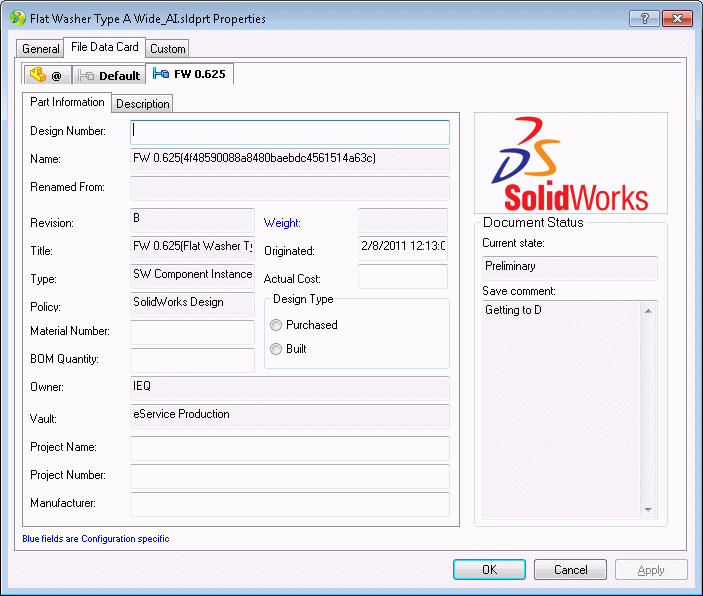 Flat Washer Type A Wide_AI.sldprt Properties
General File Data Card Custom
@ Default FW 0.625
Part Information Description
Design Number:
Name: FW 0.625(4f48590088a8480baebdc4561514a63c)
Renamed From:
Revision: B Weight:
Title: FW 0.625(Flat Washer Ty Originated: 2/8/2011 12:13:0
Type: SW Component Instance Actual Cost:
Policy: SolidWorks Design Design Type
Material Number: Purchased
BOM Quantity: Built
Owner: IEQ
Vault: eService Production
Project Name:
Project Number:
Manufacturer:
Blue fields are Configuration specific
SolidWorks
Document Status
Current state:
Preliminary
Save comment:
Getting to D
OK Cancel Apply